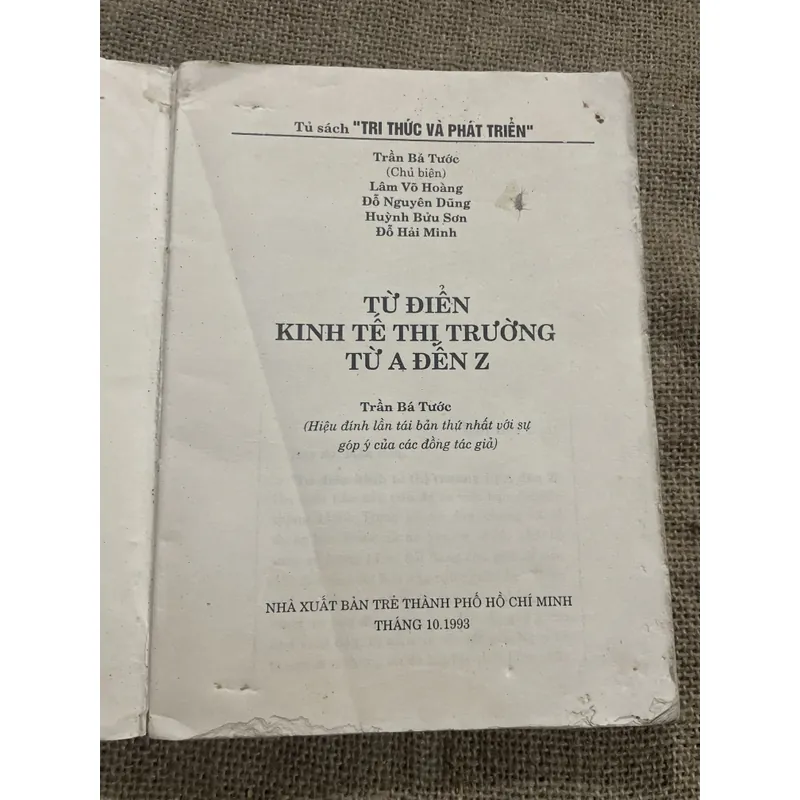 Tủ sách "TRI THỨC VÀ PHÁT TRIỂN"
Trần Bá Tước
(Chủ biên)
Lâm Võ Hoàng
Đỗ Nguyên Dũng
Huỳnh Bửu Sơn
Đỗ Hải Minh
TỪ ĐIỂN
KINH TẾ THỊ TRƯỜNG
TỪ A ĐẾN Z
Trần Bá Tước
(Hiệu đính lần tái bản thứ nhất với sự
góp ý của các đồng tác giả)
NHÀ XUẤT BẢN TRẺ THÀNH PHỐ HỒ CHÍ MINH
THÁNG 10.1993